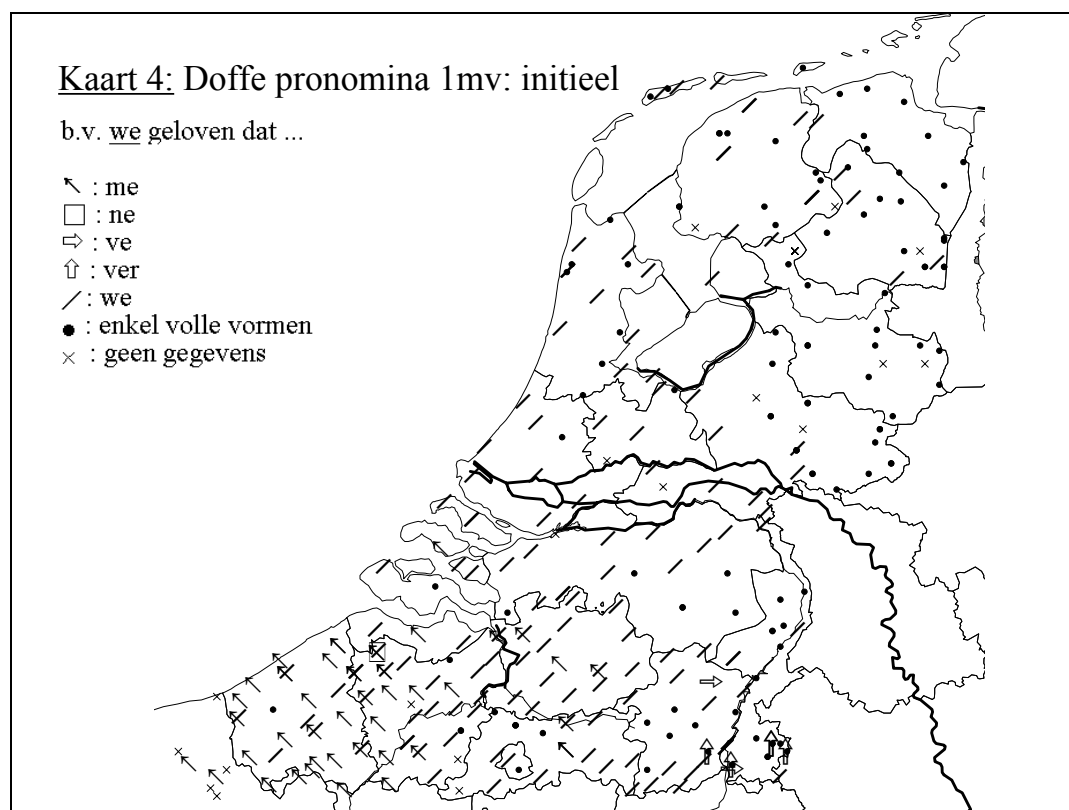 Kaart 4: Doffe pronomina 1mv: initieel
b.v. we geloven dat ...
: me
: ne
: ve
: ver
: we
: enkel volle vormen
: geen gegevens